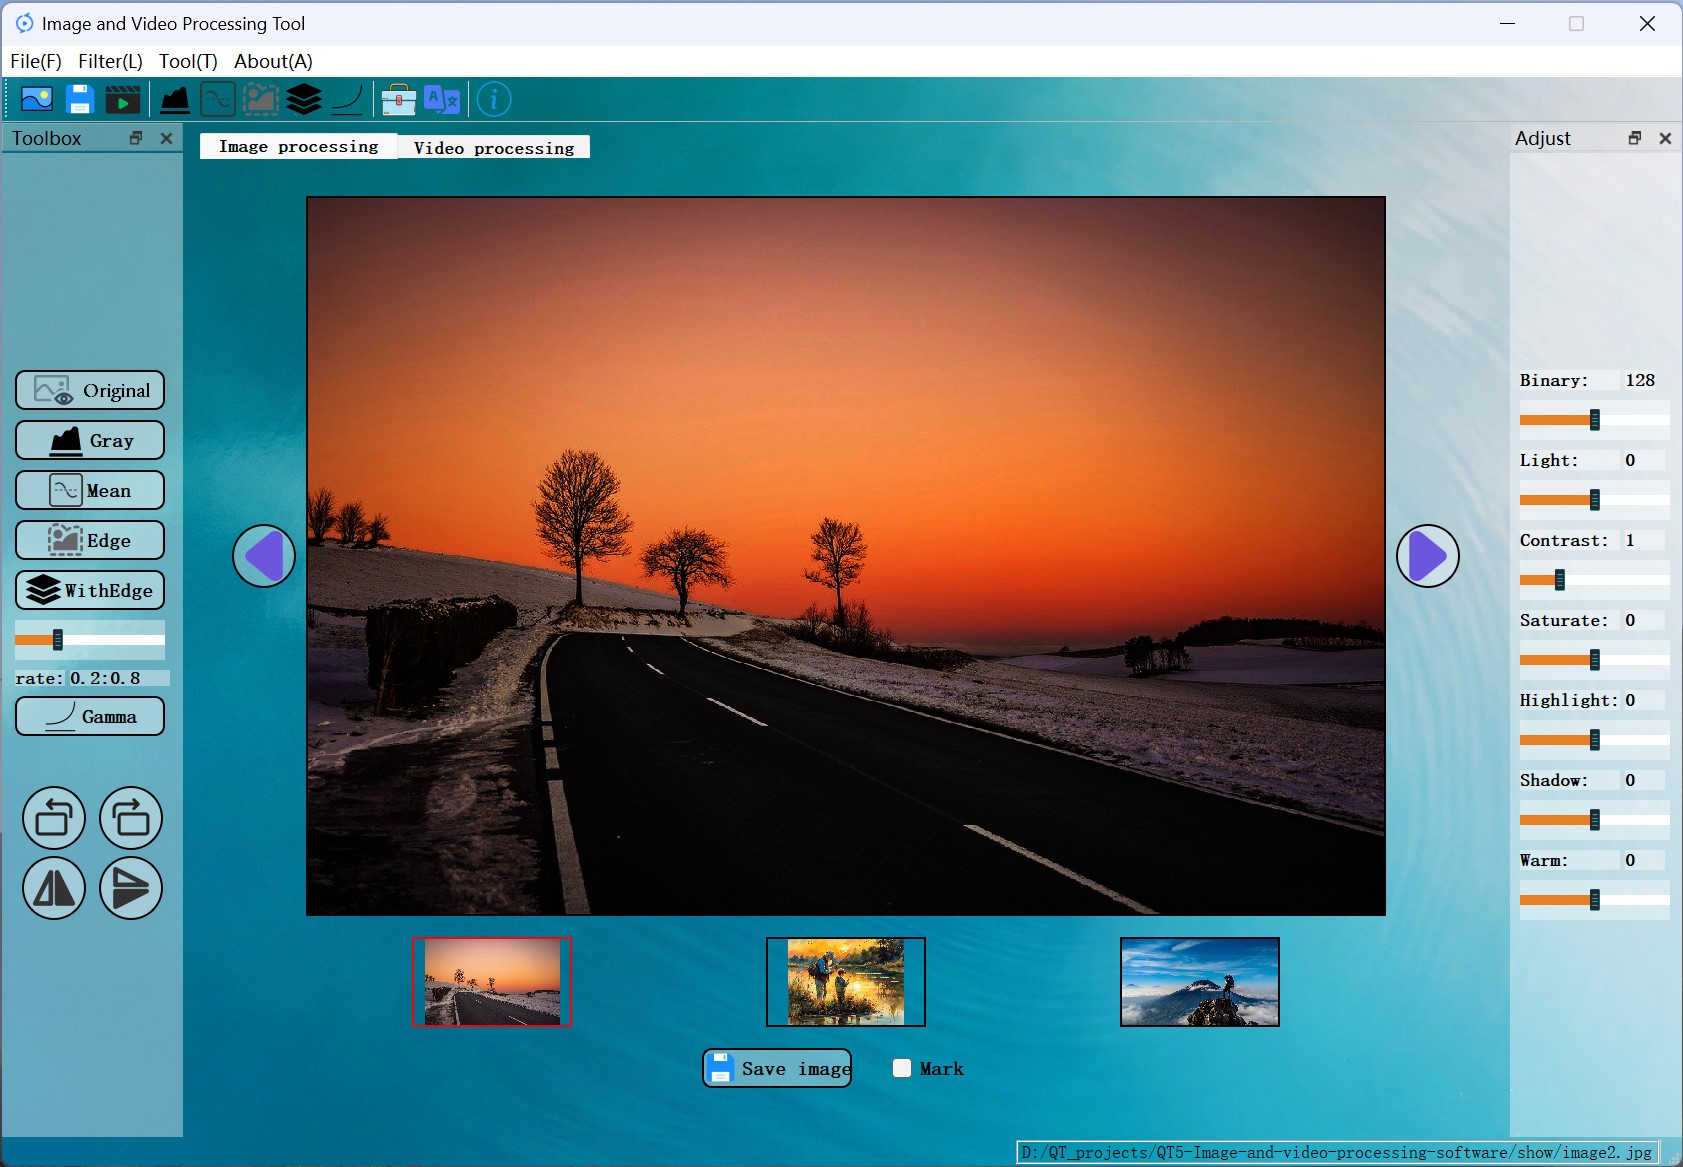 Image and Video Processing Tool
File(F) Filter(L) Tool(T) About(A)
Toolbox
Image processing Video processing
Adjust
Original
Gray
Mean
Edge
WithEdge
rate: 0.2:0.8
Gamma
Binary: 128
Light: 0
Contrast: 1
Saturate: 0
Highlight: 0
Shadow: 0
Warm: 0
Save image
Mark
D:/QT_projects/QT5-Image-and-video-processing-software/show/image2.jpg